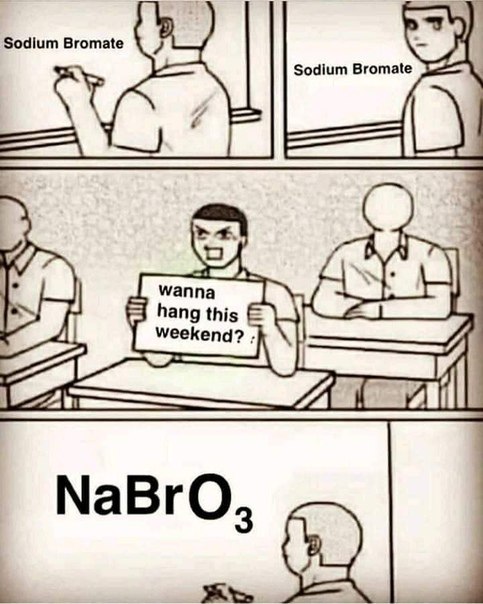 Sodium Bromate
Sodium Bromate
wanna
hang this
weekend? :
NaBrO₃